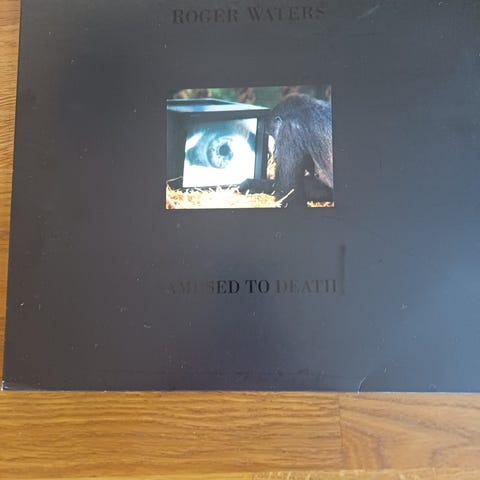 ROGER WATERS
AMUSED TO DEATH